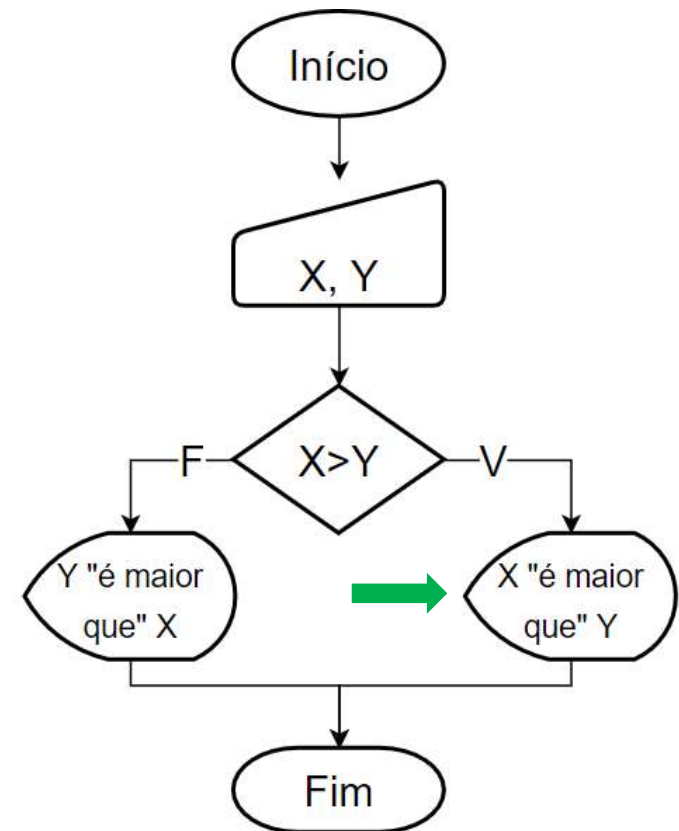 Início
X, Y
F
X>Y
V
Y "é maior
que" X
X "é maior
que" Y
Fim